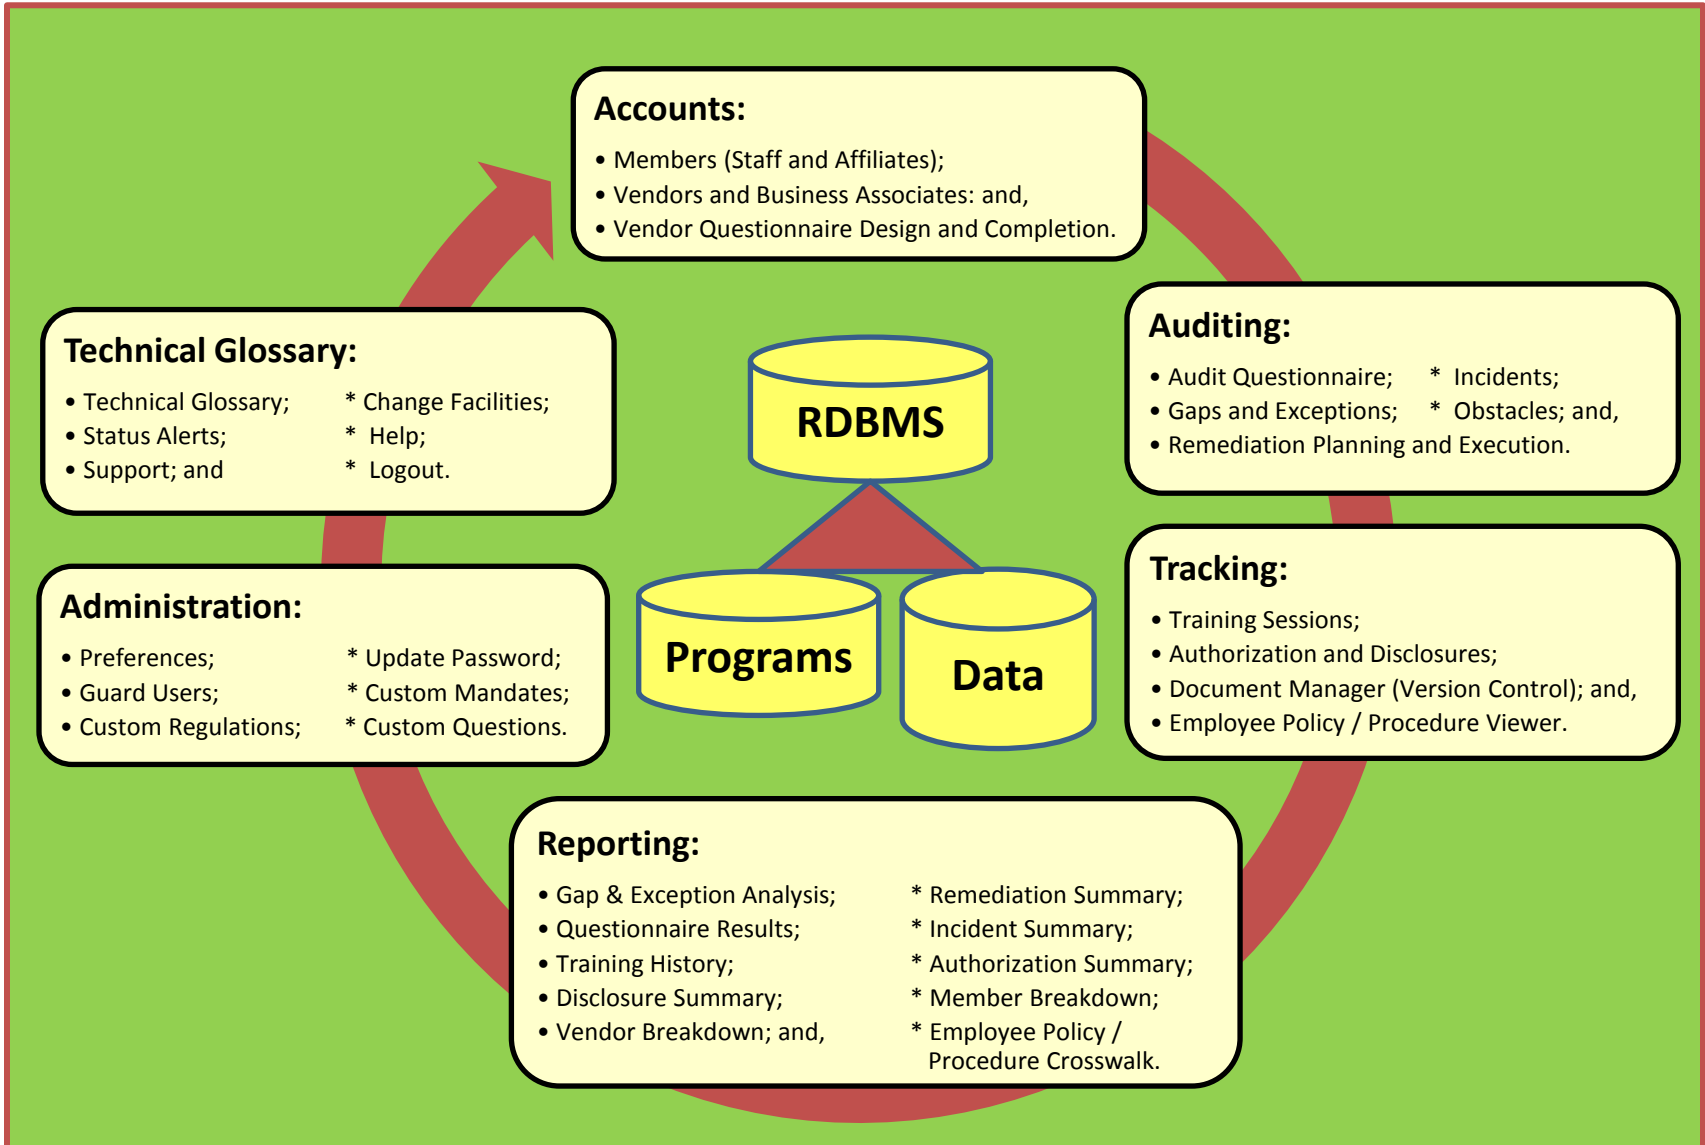 Accounts:
• Members (Staff and Affiliates);
• Vendors and Business Associates: and,
• Vendor Questionnaire Design and Completion.
Auditing:
• Audit Questionnaire; * Incidents;
• Gaps and Exceptions; * Obstacles; and,
• Remediation Planning and Execution.
Technical Glossary:
• Technical Glossary; * Change Facilities;
• Status Alerts; * Help;
• Support; and * Logout.
RDBMS
Programs
Data
Tracking:
• Training Sessions;
• Authorization and Disclosures;
• Document Manager (Version Control); and,
• Employee Policy / Procedure Viewer.
Administration:
• Preferences; * Update Password;
• Guard Users; * Custom Mandates;
• Custom Regulations; * Custom Questions.
Reporting:
• Gap & Exception Analysis; * Remediation Summary;
• Questionnaire Results; * Incident Summary;
• Training History; * Authorization Summary;
• Disclosure Summary; * Member Breakdown;
• Vendor Breakdown; and, * Employee Policy /
Procedure Crosswalk.